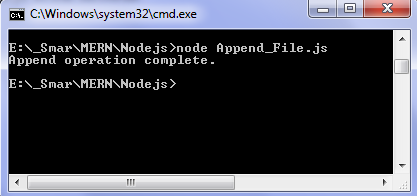 C:\Windows\system32\cmd.exe
E:\_Smar\MERN\Nodejs>node Append_File.js
Append operation complete.
E:\_Smar\MERN\Nodejs>